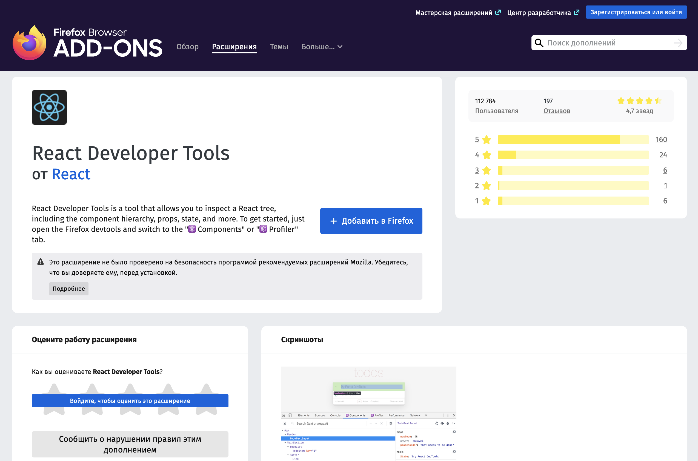 Мастерская расширений
Центр разработчика
Зарегистрироваться или войти
Firefox Browser
ADD-ONS
Обзор
Расширения
Темы
Больше...
Поиск дополнений
React Developer Tools
от React
React Developer Tools is a tool that allows you to inspect a React tree,
including the component hierarchy, props, state, and more. To get started, just
open the Firefox devtools and switch to the "⚛️ Components" or "⚛️ Profiler"
tab.
Добавить в Firefox
Это расширение не было проверено на безопасность программой рекомендуемых расширений Mozilla. Убедитесь,
что вы доверяете ему, перед установкой.
Подробное
112 784
Пользователя
197
Отзывов
4,7 звезд
5 160
4 24
3 6
2 1
1 6
Оцените работу расширения
Как вы оцениваете React Developer Tools?
Войдите, чтобы оценить это расширение
Сообщить о нарушении правил этим
дополнением
Скриншоты